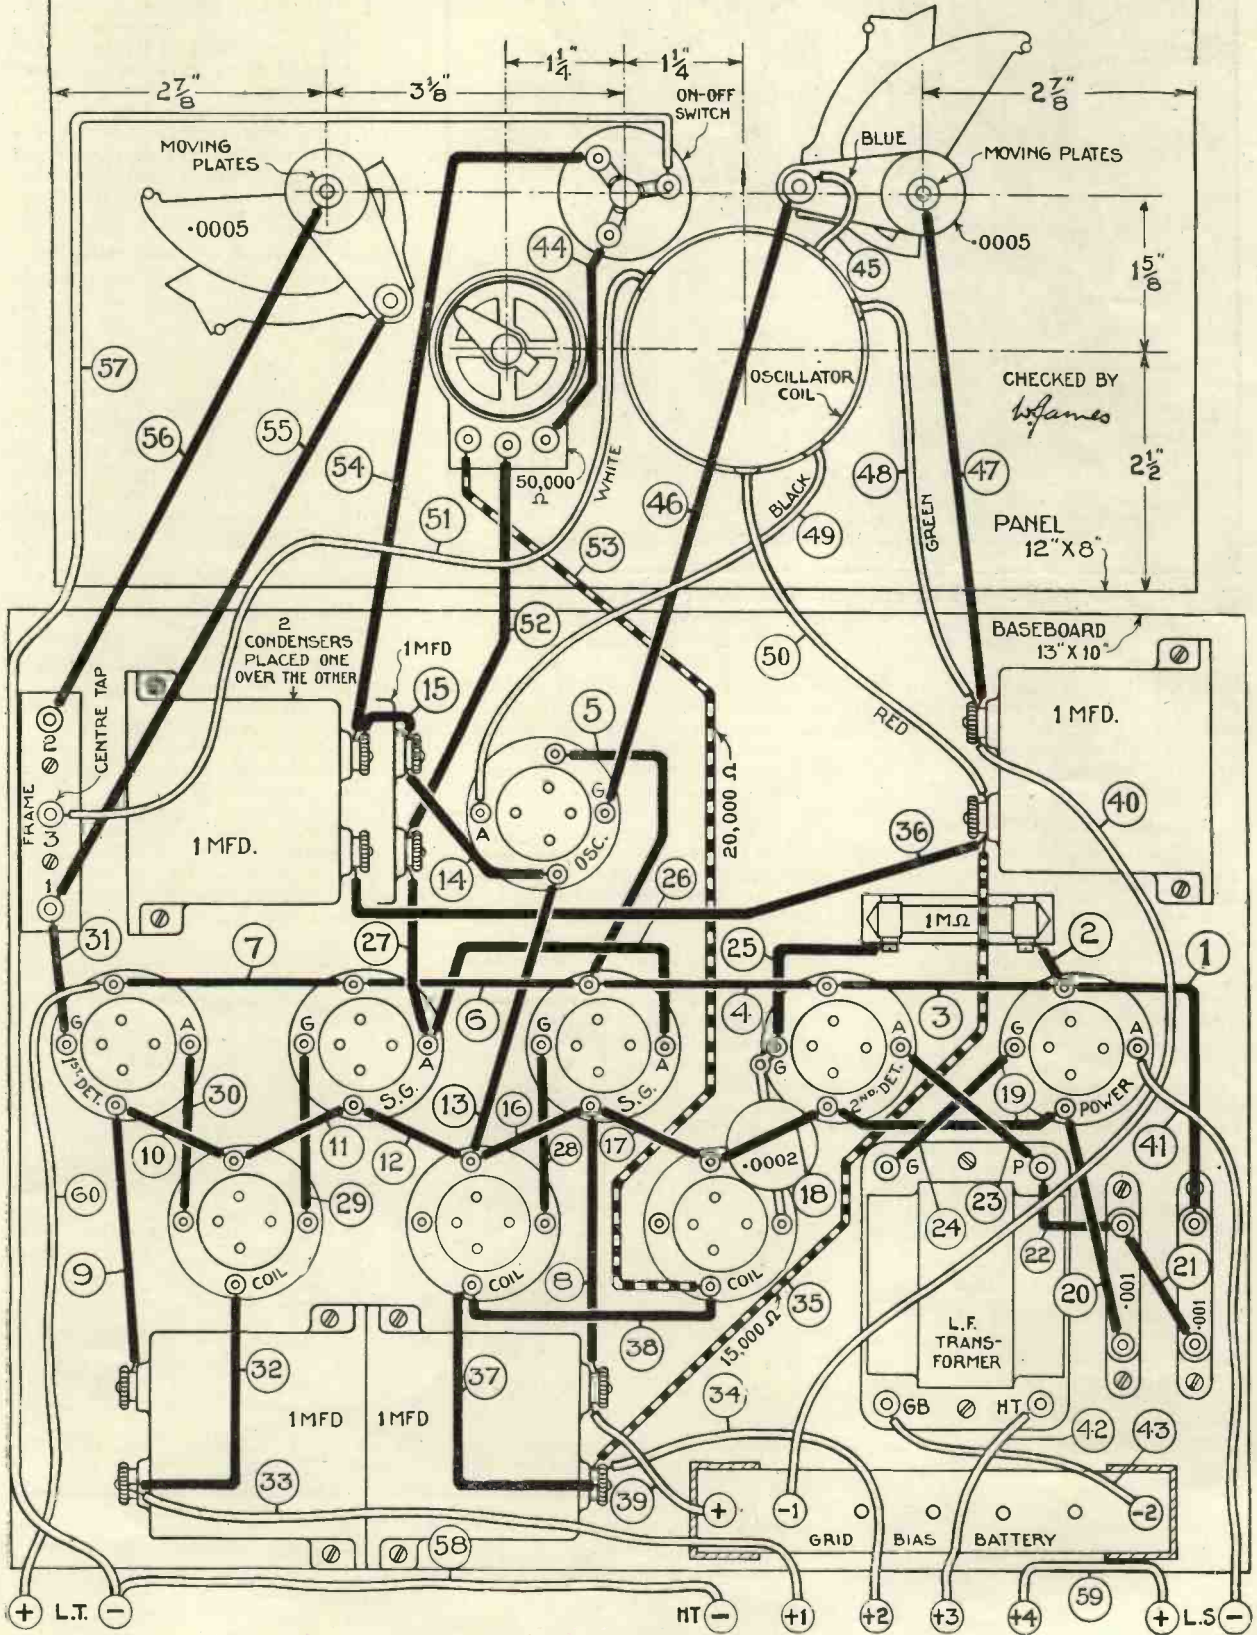 2 7/8"
3 1/8"
1 1/4"
1 1/4"
2 7/8"
ON-OFF
SWITCH
MOVING
PLATES
BLUE
MOVING PLATES
.0005
44
45
.0005
1 5/8"
57
OSCILLATOR
COIL
CHECKED BY
W. James
56
55
54
50,000
Ω
WHITE
46
BLACK
48
47
2 1/2"
51
53
49
GREEN
PANEL
12" X 8"
52
50
2
CONDENSERS
PLACED ONE
OVER THE OTHER
1 MFD
BASEBOARD
13" X 10"
15
CENTRE TAP
5
RED
1 MFD.
2
FRAME
3
1
1 MFD.
A
G
OSC.
14
26
20,000 Ω
36
40
31
7
27
25
1 MΩ
2
1
6
4
3
G
1ST. DET.
A
G
S.G.
A
G
S.G.
A
G
2ND. DET.
A
G
POWER
A
30
13
16
28
17
19
10
11
12
.0002
18
41
60
29
G
P
24
23
22
9
COIL
COIL
8
COIL
35
20
.001
21
.001
38
15,000 Ω
L.F.
TRANS-
FORMER
32
37
34
1 MFD
1 MFD
GB
HT
42
43
33
39
+
-1
-2
GRID BIAS BATTERY
58
59
+ L.T. -
HT -
+1
+2
+3
+4
+ L.S -